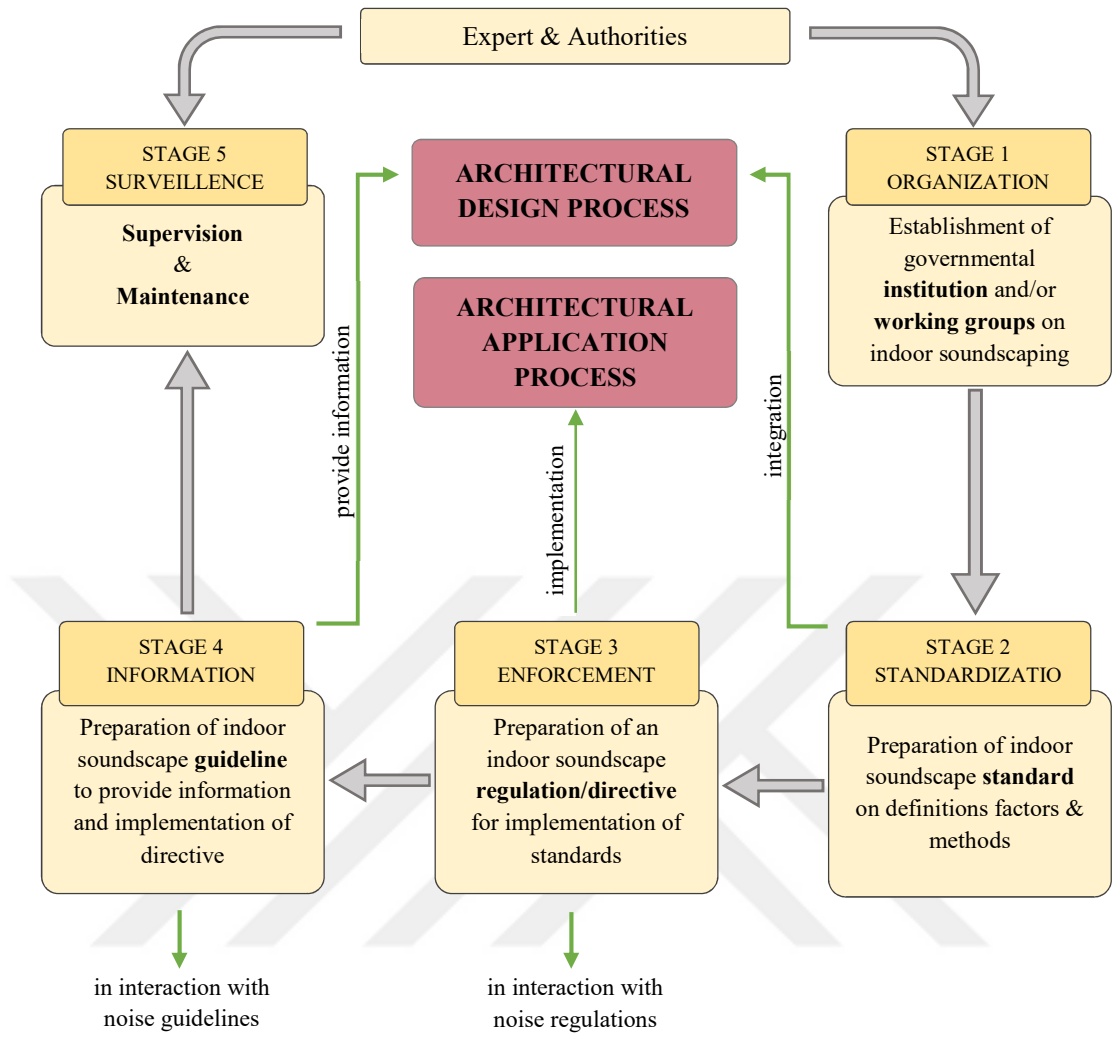 Expert & Authorities
STAGE 5
SURVEILLENCE
Supervision
&
Maintenance
ARCHITECTURAL
DESIGN PROCESS
ARCHITECTURAL
APPLICATION
PROCESS
STAGE 1
ORGANIZATION
Establishment of
governmental
institution and/or
working groups on
indoor soundscaping
provide information
implementation
integration
STAGE 4
INFORMATION
Preparation of indoor
soundscape guideline
to provide information
and implementation of
directive
STAGE 3
ENFORCEMENT
Preparation of an
indoor soundscape
regulation/directive
for implementation of
standards
STAGE 2
STANDARDIZATIO
Preparation of indoor
soundscape standard
on definitions factors &
methods
in interaction with
noise guidelines
in interaction with
noise regulations